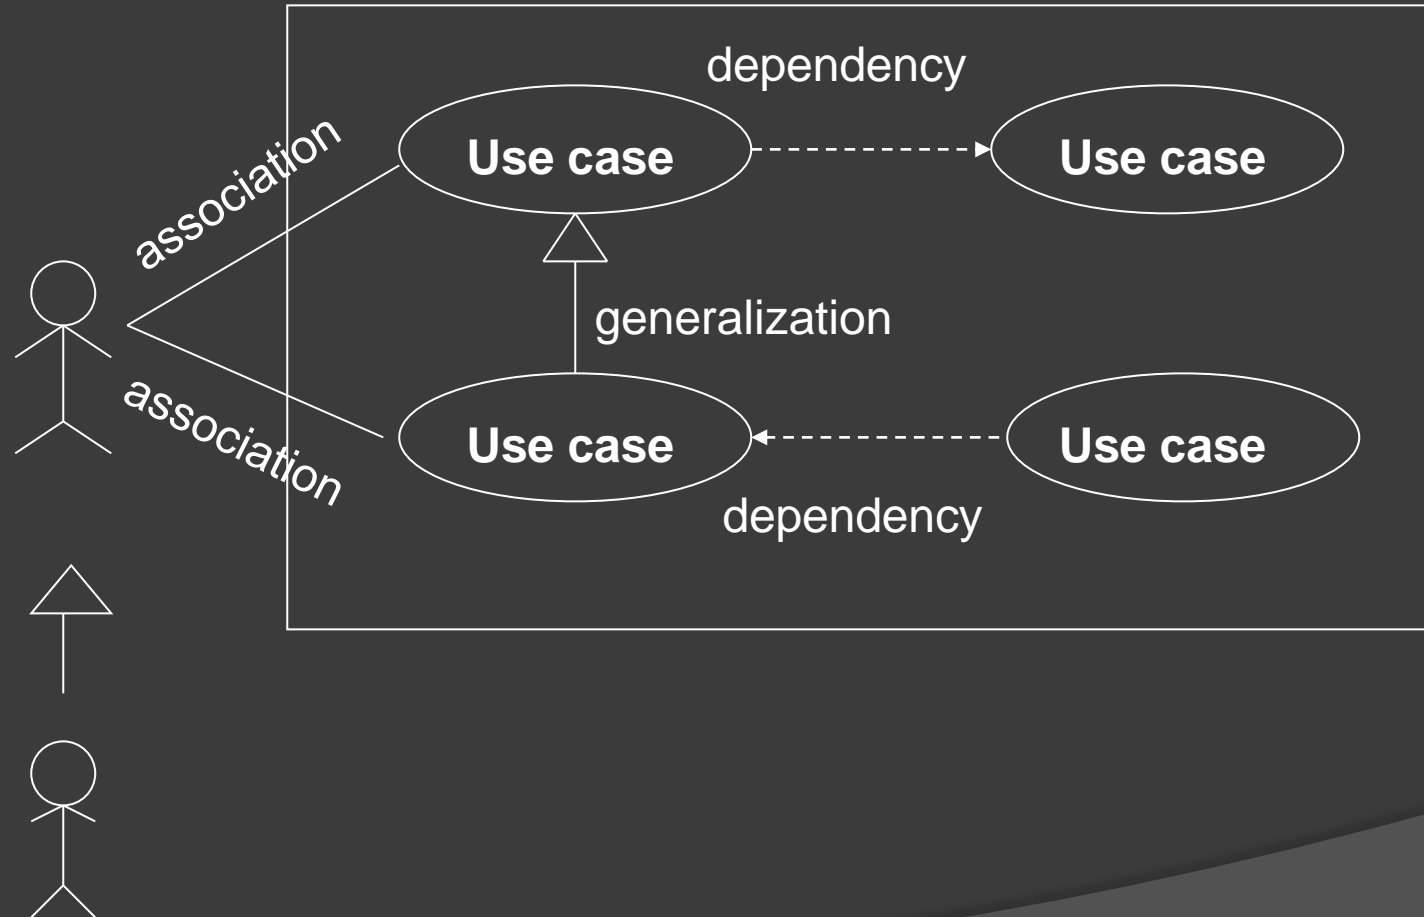 dependency
association
Use case
Use case
generalization
association
Use case
Use case
dependency